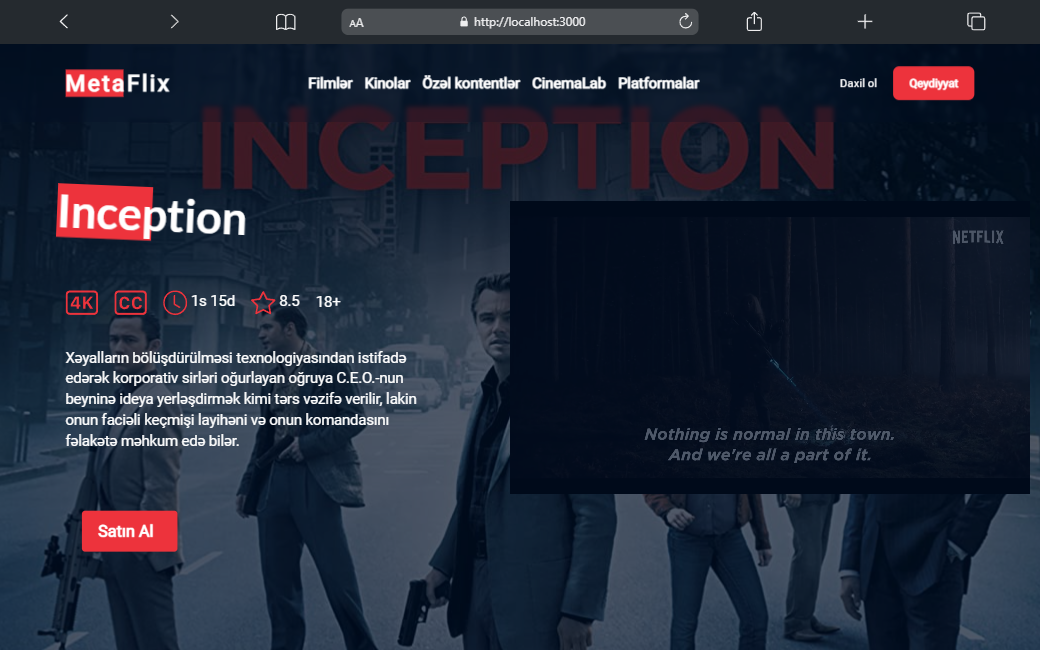 AA
http://localhost:3000
MetaFlix
Filmlər Kinolar Özəl kontentlər CinemaLab Platformalar
Daxil ol
Qeydiyyat
INCEPTION
Inception
NETFLIX
4K CC 1s 15d 8.5 18+
Xəyalların bölüşdürülməsi texnologiyasından istifadə
edərək korporativ sirləri oğurlayan oğruya C.E.O.-nun
beyninə ideya yerləşdirmək kimi tərs vəzifə verilir, lakin
onun faciəli keçmişi layihəni və onun komandasını
fəlakətə məhkum edə bilər.
Nothing is normal in this town.
And we're all a part of it.
Satın Al